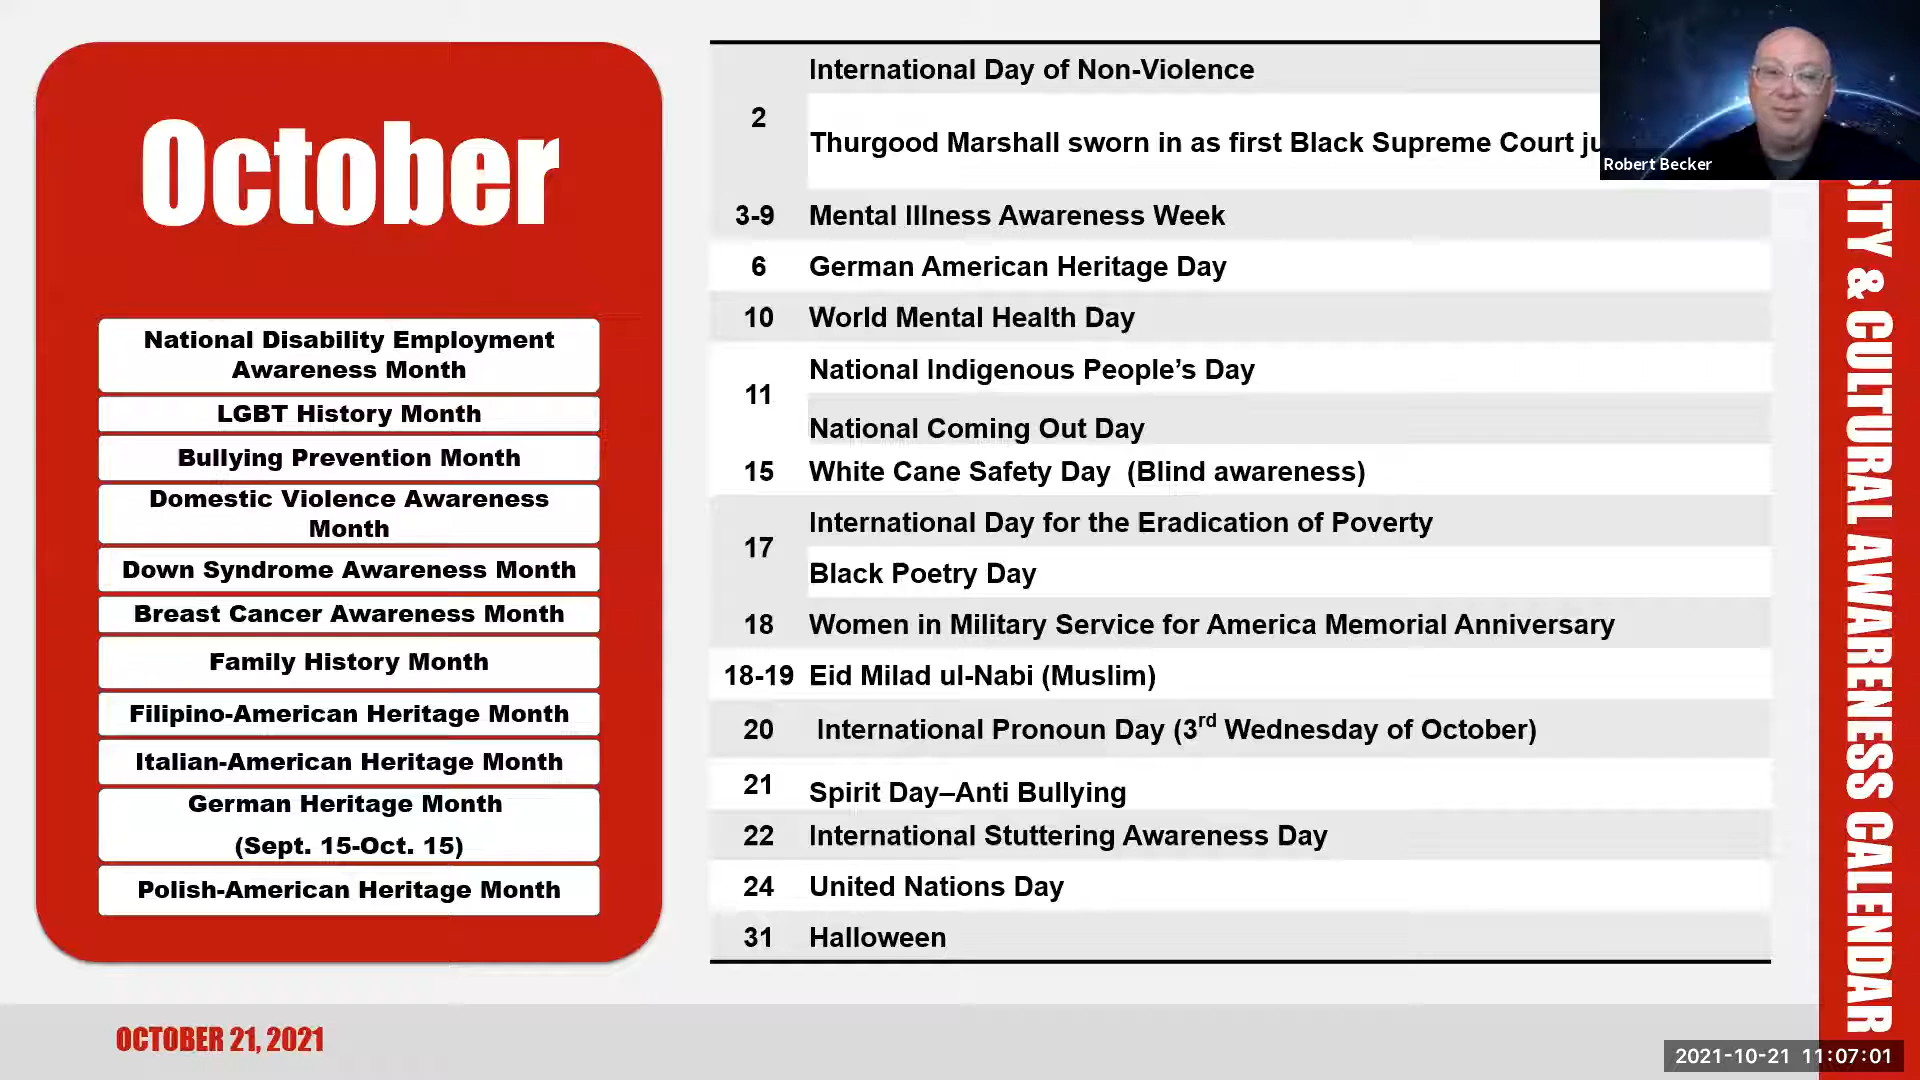 October
National Disability Employment
Awareness Month
LGBT History Month
Bullying Prevention Month
Domestic Violence Awareness
Month
Down Syndrome Awareness Month
Breast Cancer Awareness Month
Family History Month
Filipino-American Heritage Month
Italian-American Heritage Month
German Heritage Month
(Sept. 15-Oct. 15)
Polish-American Heritage Month
OCTOBER 21, 2021
International Day of Non-Violence
2
Thurgood Marshall sworn in as first Black Supreme Court
3-9 Mental Illness Awareness Week
6 German American Heritage Day
10 World Mental Health Day
National Indigenous People’s Day
11
National Coming Out Day
15 White Cane Safety Day (Blind awareness)
International Day for the Eradication of Poverty
17
Black Poetry Day
18 Women in Military Service for America Memorial Anniversary
18-19 Eid Milad ul-Nabi (Muslim)
20 International Pronoun Day (3rd Wednesday of October)
21 Spirit Day–Anti Bullying
22 International Stuttering Awareness Day
24 United Nations Day
31 Halloween
Robert Becker
& CULTURAL AWARENESS CALENDAR
2021-10-21 11:07:01